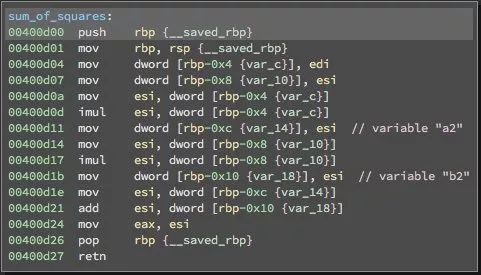 sum_of_squares:
00400d00 push rbp {__saved_rbp}
00400d01 mov rbp, rsp {__saved_rbp}
00400d04 mov dword [rbp-0x4 {var_c}], edi
00400d07 mov dword [rbp-0x8 {var_10}], esi
00400d0a mov esi, dword [rbp-0x4 {var_c}]
00400d0d imul esi, dword [rbp-0x4 {var_c}]
00400d11 mov dword [rbp-0xc {var_14}], esi // variable "a2"
00400d14 mov esi, dword [rbp-0x8 {var_10}]
00400d17 imul esi, dword [rbp-0x8 {var_10}]
00400d1b mov dword [rbp-0x10 {var_18}], esi // variable "b2"
00400d1e mov esi, dword [rbp-0xc {var_14}]
00400d21 add esi, dword [rbp-0x10 {var_18}]
00400d24 mov eax, esi
00400d26 pop rbp {__saved_rbp}
00400d27 retn